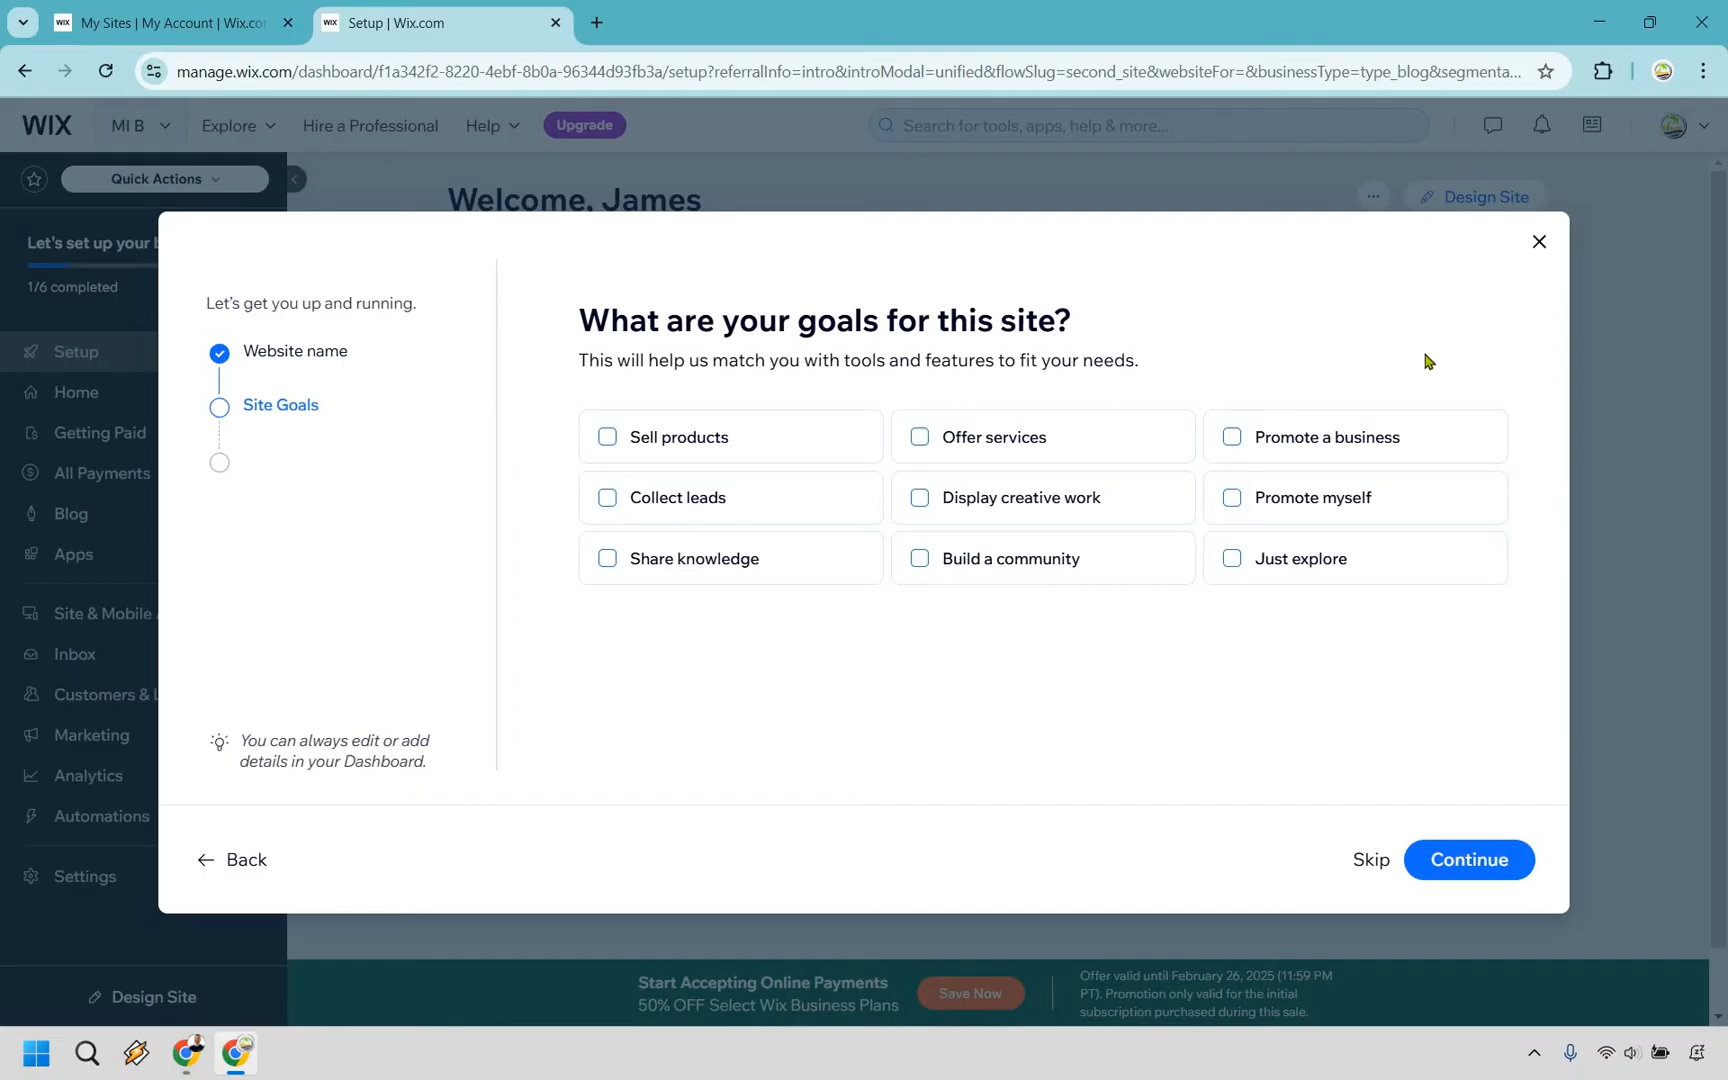 My Sites | My Account | Wix.co
Setup | Wix.com
manage.wix.com/dashboard/f1a342f2-8220-4ebf-8b0a-96344d93fb3a/setup?referralInfo=intro&introModal=unified&flowSlug=second_site&websiteFor=&businessType=type_blog&segmenta...
WIX
MI B
Explore
Hire a Professional
Help
Upgrade
Search for tools, apps, help & more...
Quick Actions
Welcome, James
Design Site
Let's set up your b
1/6 completed
Setup
Home
Getting Paid
All Payments
Blog
Apps
Site & Mobile A
Inbox
Customers & L
Marketing
Analytics
Automations
Settings
Design Site
Let's get you up and running.
Website name
Site Goals
You can always edit or add
details in your Dashboard.
What are your goals for this site?
This will help us match you with tools and features to fit your needs.
Sell products
Offer services
Promote a business
Collect leads
Display creative work
Promote myself
Share knowledge
Build a community
Just explore
Back
Skip
Continue
Start Accepting Online Payments
50% OFF Select Wix Business Plans
Save Now
Offer valid until February 26, 2025 (11:59 PM
PT). Promotion only valid for the initial
subscription purchased during this sale.